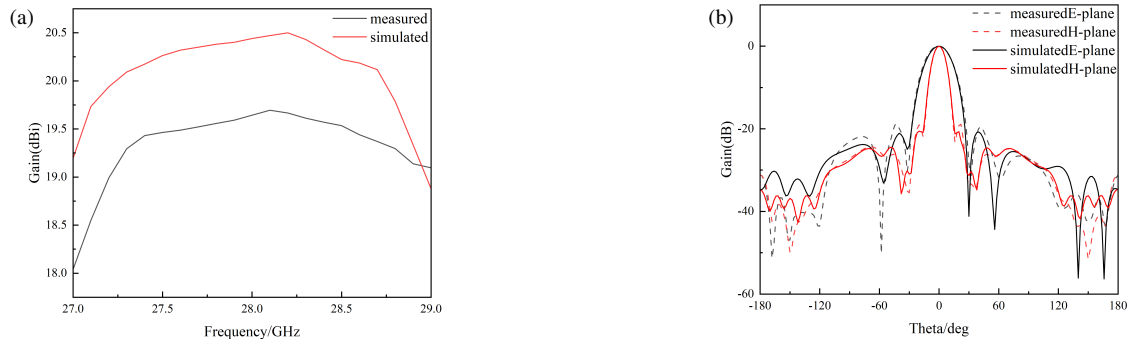 (a)
measured
simulated
20.5
20.0
19.5
19.0
18.5
18.0
Gain(dBi)
27.0 27.5 28.0 28.5 29.0
Frequency/GHz
(b)
measuredE-plane
measuredH-plane
simulatedE-plane
simulatedH-plane
0
-20
-40
-60
Gain(dB)
-180 -120 -60 0 60 120 180
Theta/deg